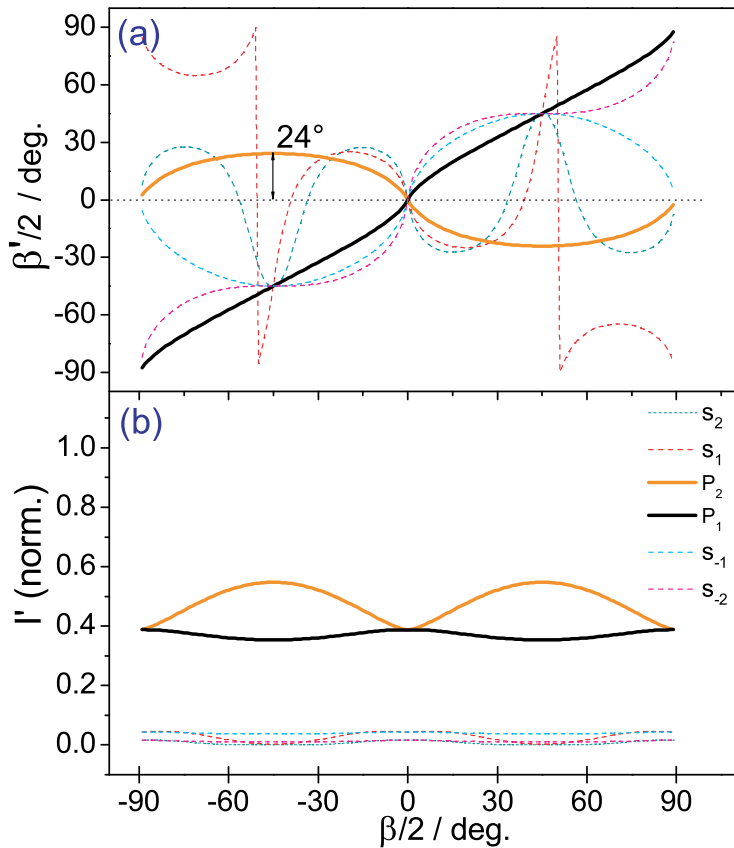 (a)
β'/2 / deg.
90
60
30
0
-30
-60
-90
24°
(b)
I' (norm.)
1.0
0.8
0.6
0.4
0.2
0.0
s₂
s₁
P₂
P₁
s₋₁
s₋₂
-90 -60 -30 0 30 60 90
β/2 / deg.